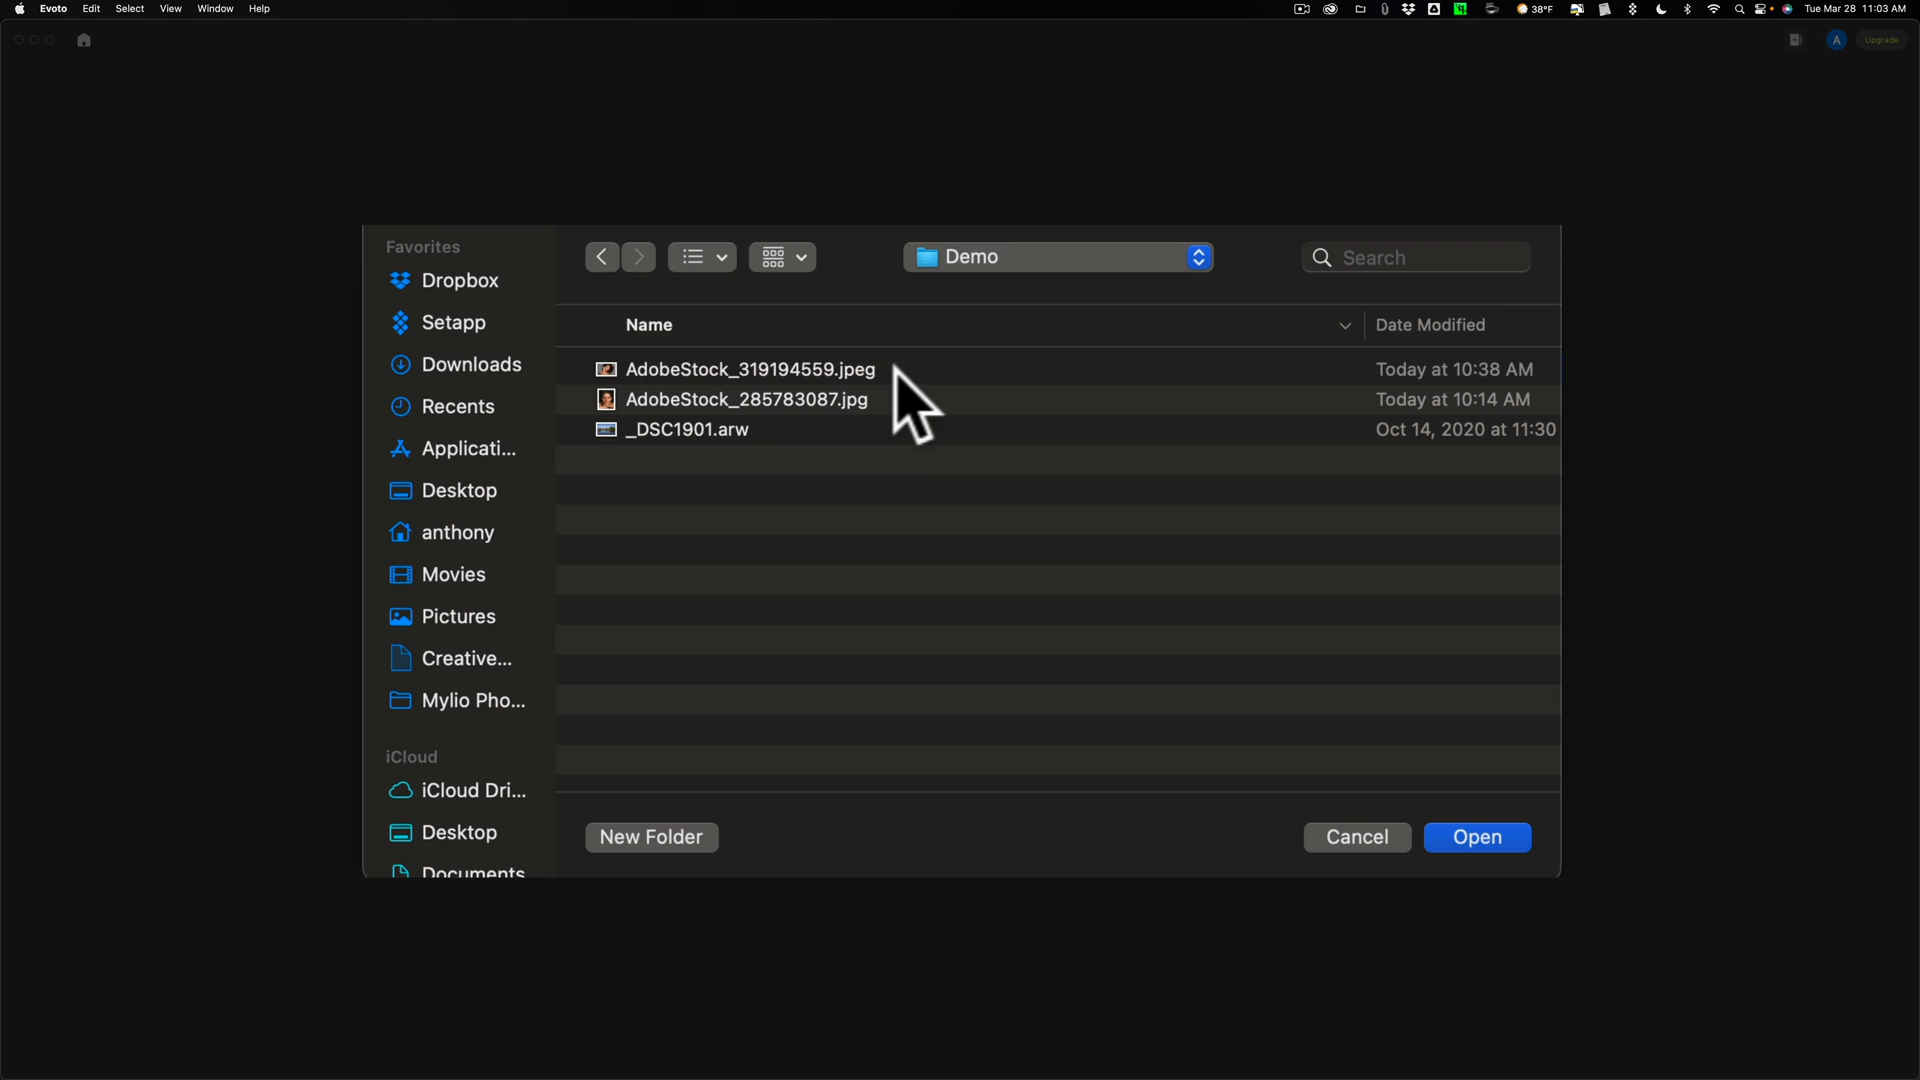 Evoto Edit Select View Window Help 38°F Tue Mar 28 11:03 AM
A Upgrade
Favorites
Dropbox
Setapp
Downloads
Recents
Applicati...
Desktop
anthony
Movies
Pictures
Creative...
Mylio Pho...
iCloud
iCloud Dri...
Desktop
Documents
Demo
Search
Name Date Modified
AdobeStock_319194559.jpeg Today at 10:38 AM
AdobeStock_285783087.jpg Today at 10:14 AM
_DSC1901.arw Oct 14, 2020 at 11:30
New Folder Cancel Open